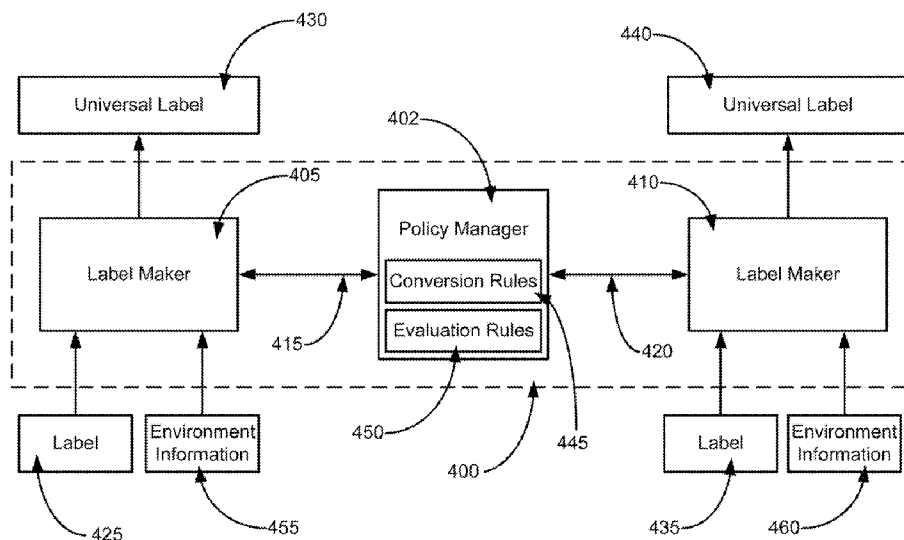 430
440
Universal Label
Universal Label
402
405
410
Policy Manager
Label Maker
Label Maker
Conversion Rules
Evaluation Rules
415
420
450
445
400
Label
Environment
Information
Label
Environment
Information
425
455
435
460